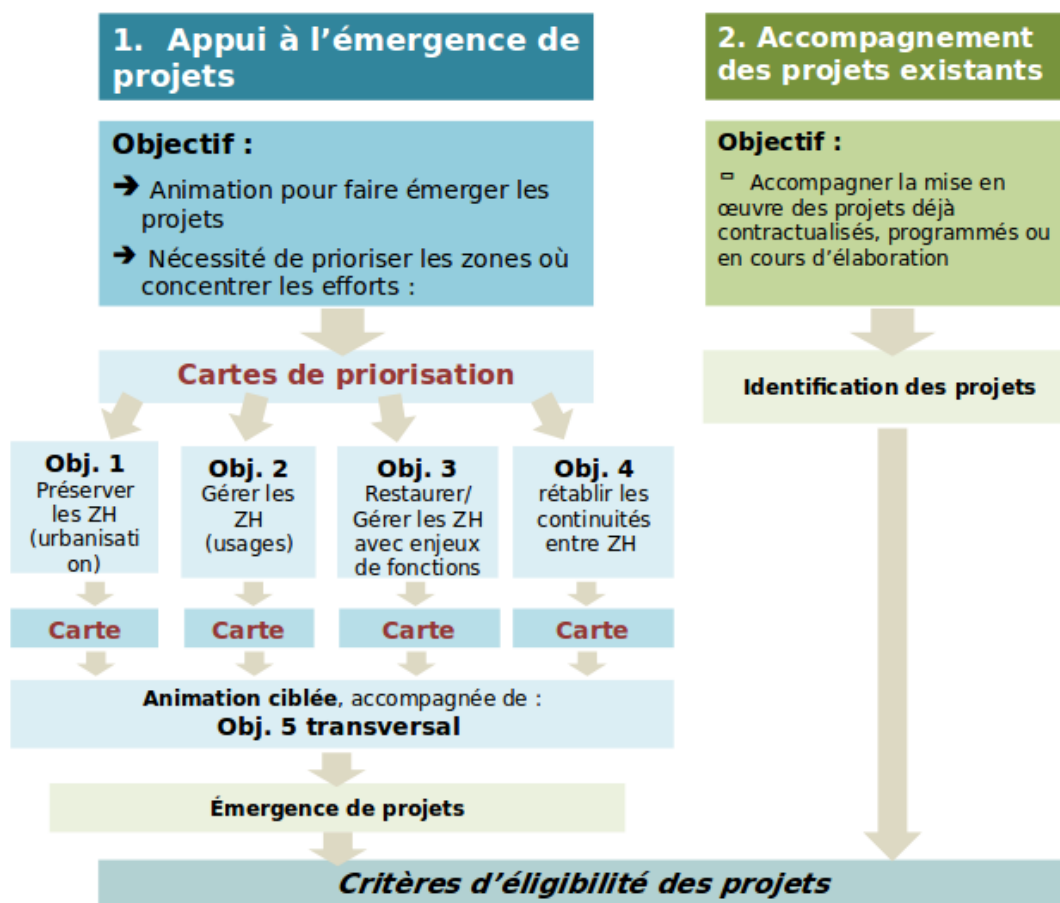 1. Appui à l’émergence de
projets
2. Accompagnement
des projets existants
Objectif :
➔ Animation pour faire émerger les
projets
➔ Nécessité de prioriser les zones où
concentrer les efforts :
Objectif :
Accompagner la mise en
œuvre des projets déjà
contractualisés, programmés ou
en cours d’élaboration
Cartes de priorisation
Identification des projets
Obj. 1
Préserver
les ZH
(urbanisati
on)
Obj. 2
Gérer les
ZH
(usages)
Obj. 3
Restaurer/
Gérer les ZH
avec enjeux
de fonctions
Obj. 4
rétablir les
continuités
entre ZH
Carte
Carte
Carte
Carte
Animation ciblée, accompagnée de :
Obj. 5 transversal
Émergence de projets
Critères d’éligibilité des projets